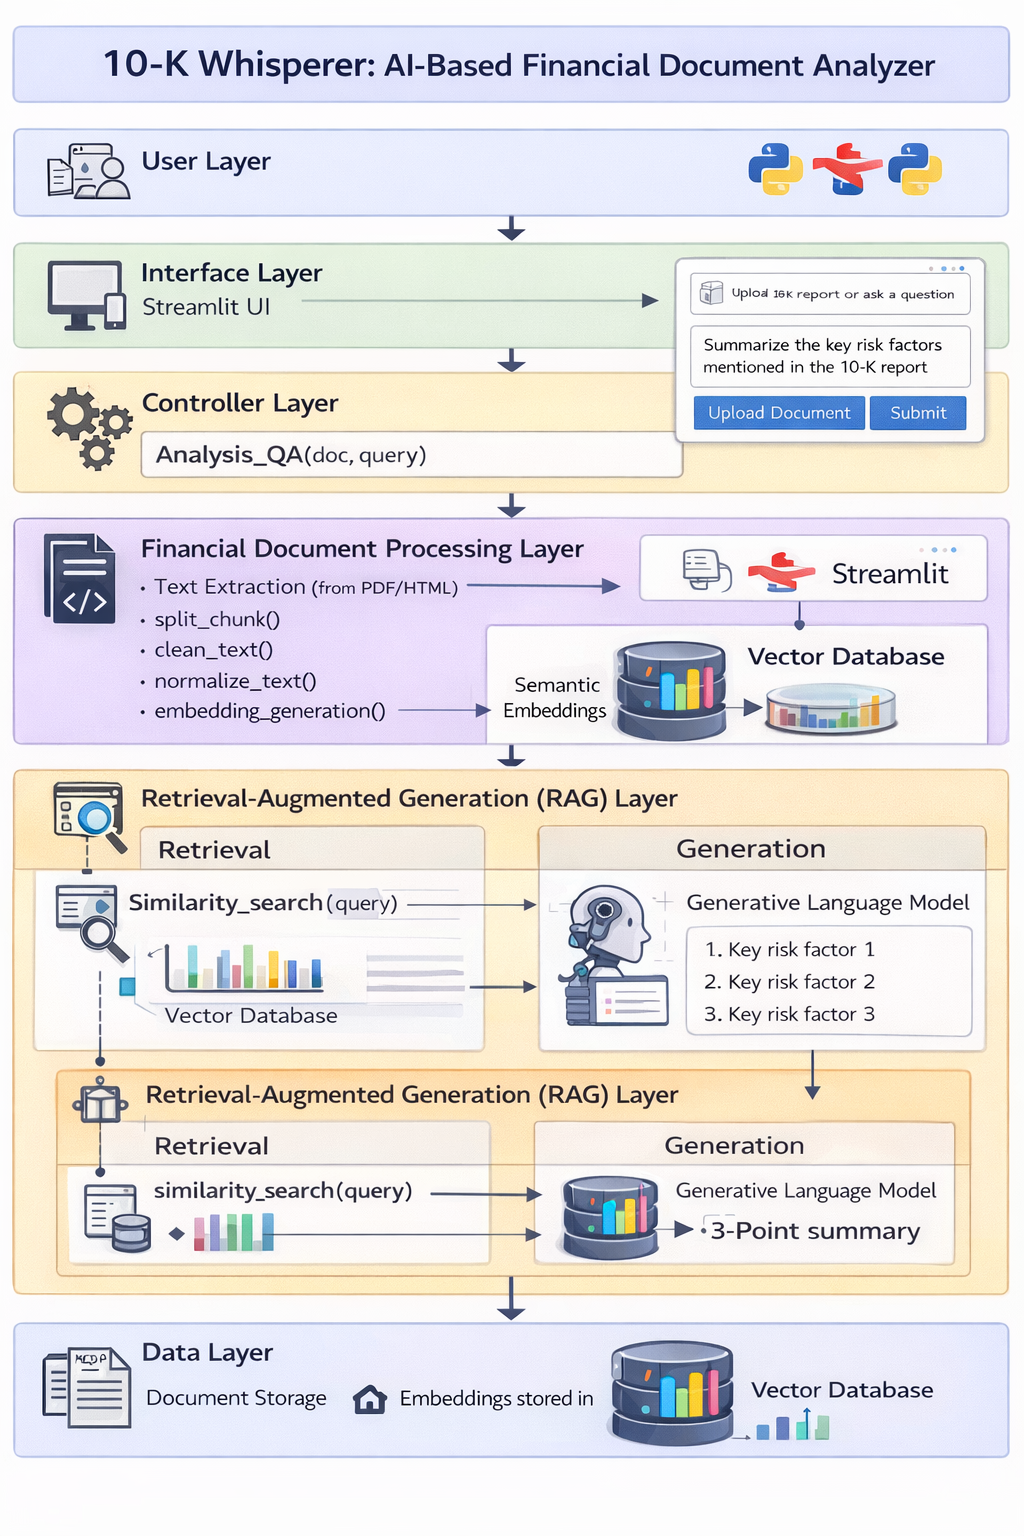 10-K Whisperer: AI-Based Financial Document Analyzer
User Layer
Interface Layer
Streamlit UI
Upload 16k report or ask a question
Summarize the key risk factors
mentioned in the 10-K report
Upload Document
Submit
Controller Layer
Analysis_QA(doc, query)
Financial Document Processing Layer
• Text Extraction (from PDF/HTML)
• split_chunk()
• clean_text()
• normalize_text()
• embedding_generation()
Streamlit
Vector Database
Semantic
Embeddings
Retrieval-Augmented Generation (RAG) Layer
Retrieval
Similarity_search(query)
Vector Database
Generation
Generative Language Model
1. Key risk factor 1
2. Key risk factor 2
3. Key risk factor 3
Retrieval-Augmented Generation (RAG) Layer
Retrieval
similarity_search(query)
Generation
Generative Language Model
• 3-Point summary
Data Layer
Document Storage
Embeddings stored in
Vector Database